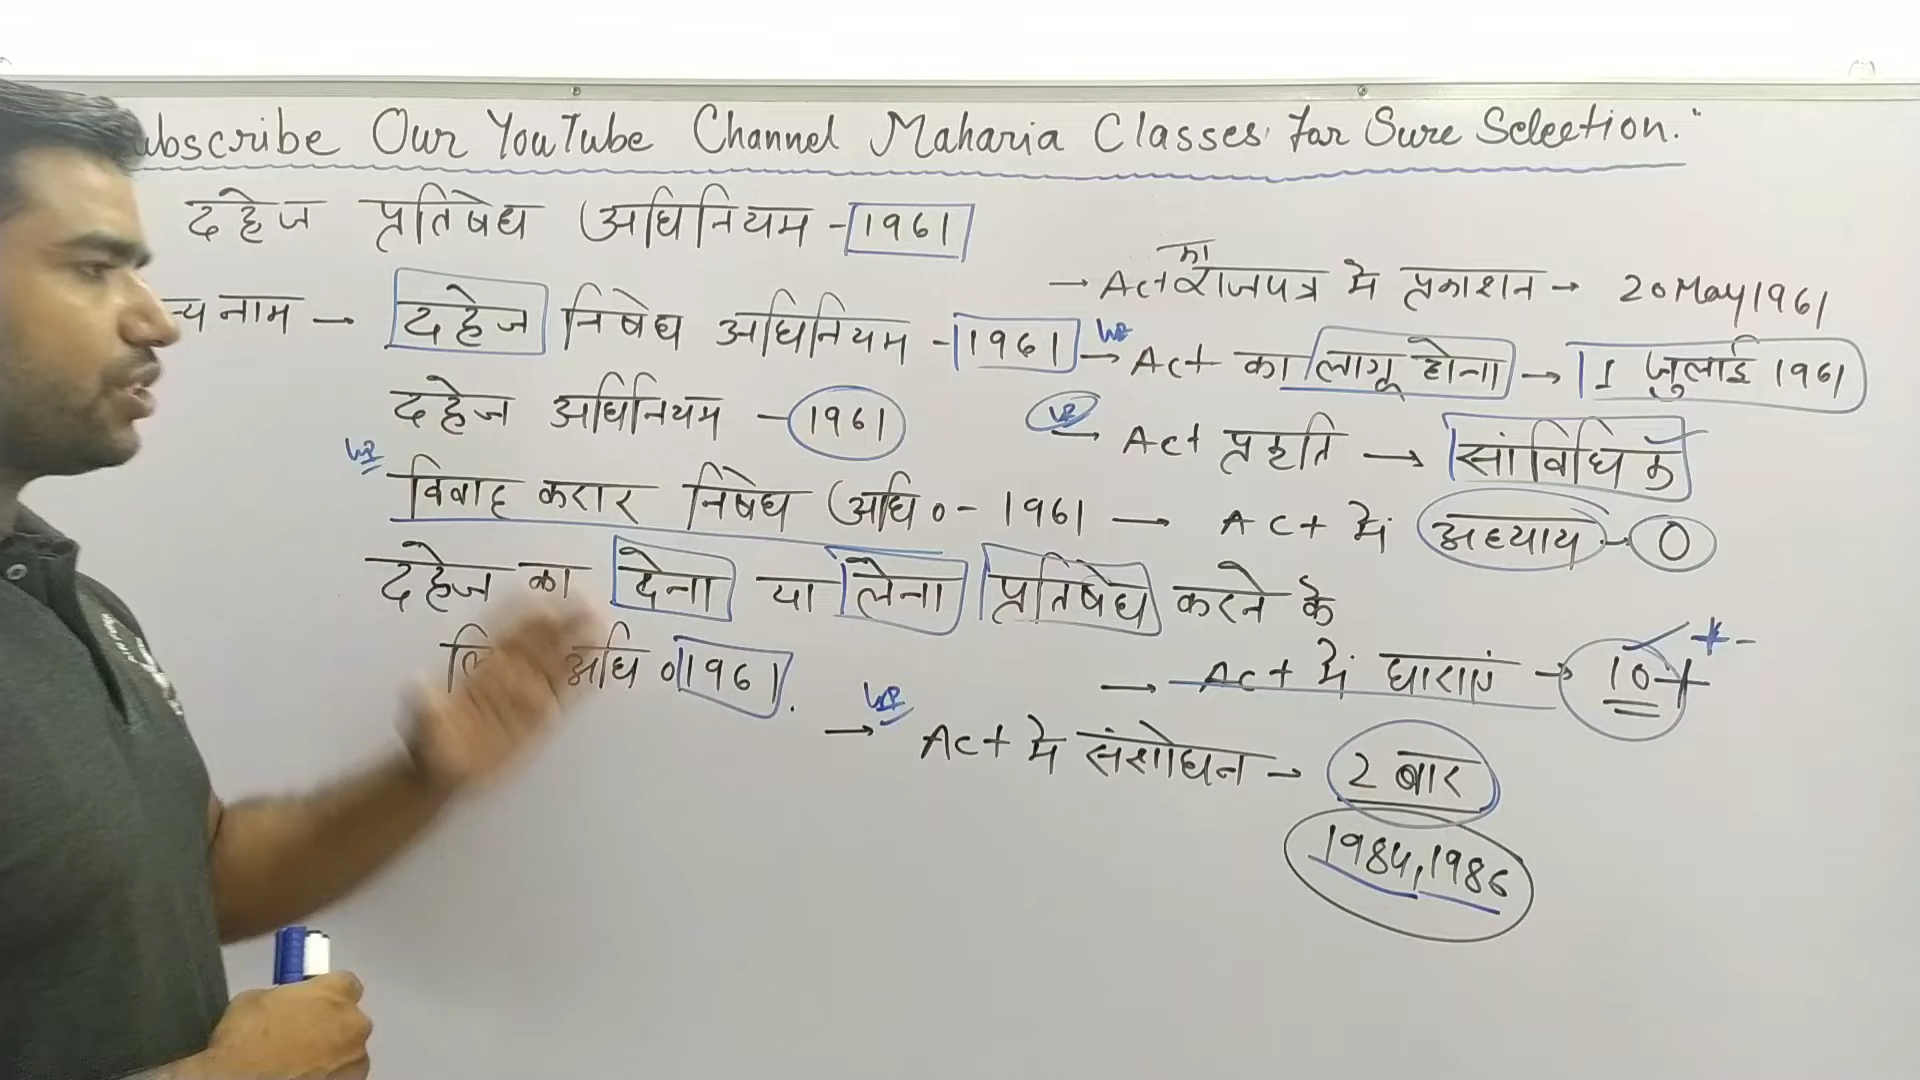 ubscribe Our YouTube Channel Maharia Classes for Sure Selection."
दहेज प्रतिषेध अधिनियम - 1961
न्य नाम → दहेज निषेध अधिनियम - 1961
दहेज अधिनियम - 1961
विवाह करार निषेध अधि० - 1961
दहेज का देना या लेना प्रतिषेध करने के
अधि० 1961.
→ Act का राजपत्र मे प्रकाशन → 20 May 1961
→ Act का लागू होना → 1 जुलाई 1961
→ Act प्रकृति → सांविधिक
→ Act में अध्याय - 0
→ Act में धाराएं → 10 +
→ Act मे संशोधन → 2 बार
1984, 1986